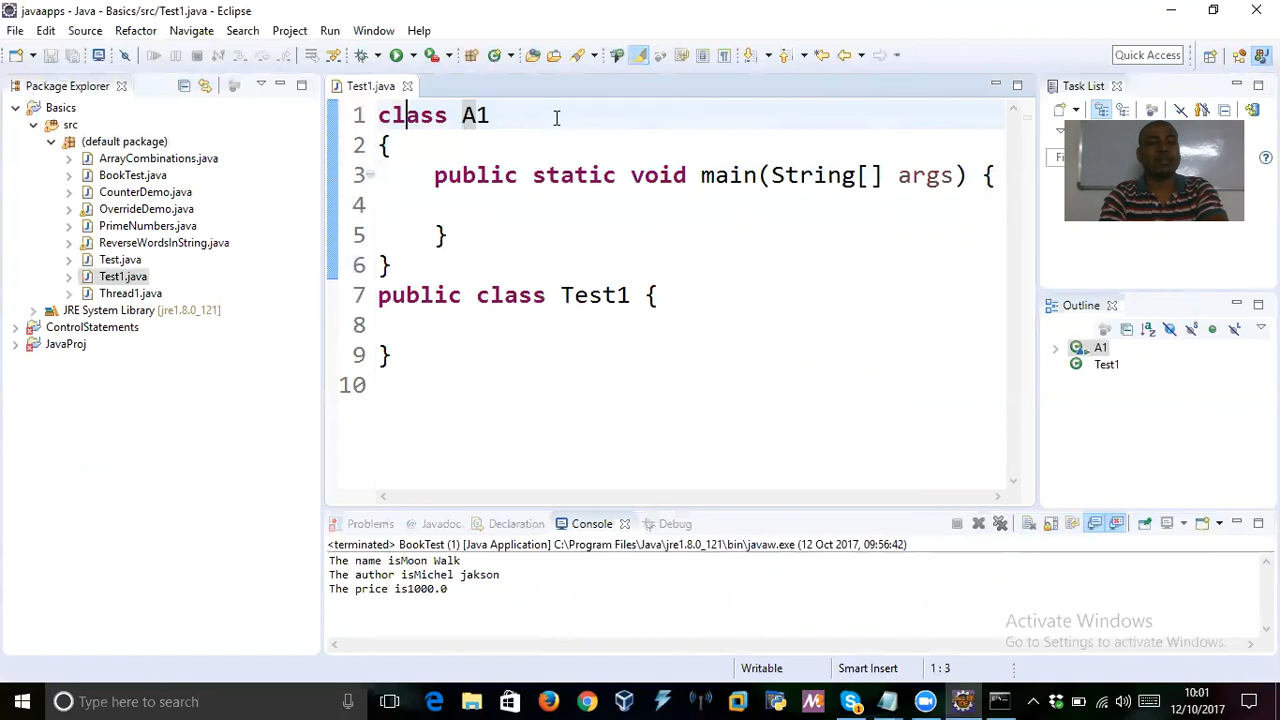 javaapps - Java - Basics/src/Test1.java - Eclipse
File Edit Source Refactor Navigate Search Project Run Window Help
Quick Access
Package Explorer
Basics
src
(default package)
ArrayCombinations.java
BookTest.java
CounterDemo.java
OverrideDemo.java
PrimeNumbers.java
ReverseWordsInString.java
Test.java
Test1.java
Thread1.java
JRE System Library [jre1.8.0_121]
ControlStatements
JavaProj
Test1.java
1 class A1
2 {
3 public static void main(String[] args) {
4
5 }
6 }
7 public class Test1 {
8
9 }
10
Task List
Fi
Outline
A1
Test1
Problems Javadoc Declaration Console Debug
<terminated> BookTest (1) [Java Application] C:\Program Files\Java\jre1.8.0_121\bin\javaw.exe (12 Oct 2017, 09:56:42)
The name isMoon Walk
The author isMichel jakson
The price is1000.0
Activate Windows
Go to Settings to activate Windows.
Writable Smart Insert 1 : 3
Type here to search
10:01
12/10/2017